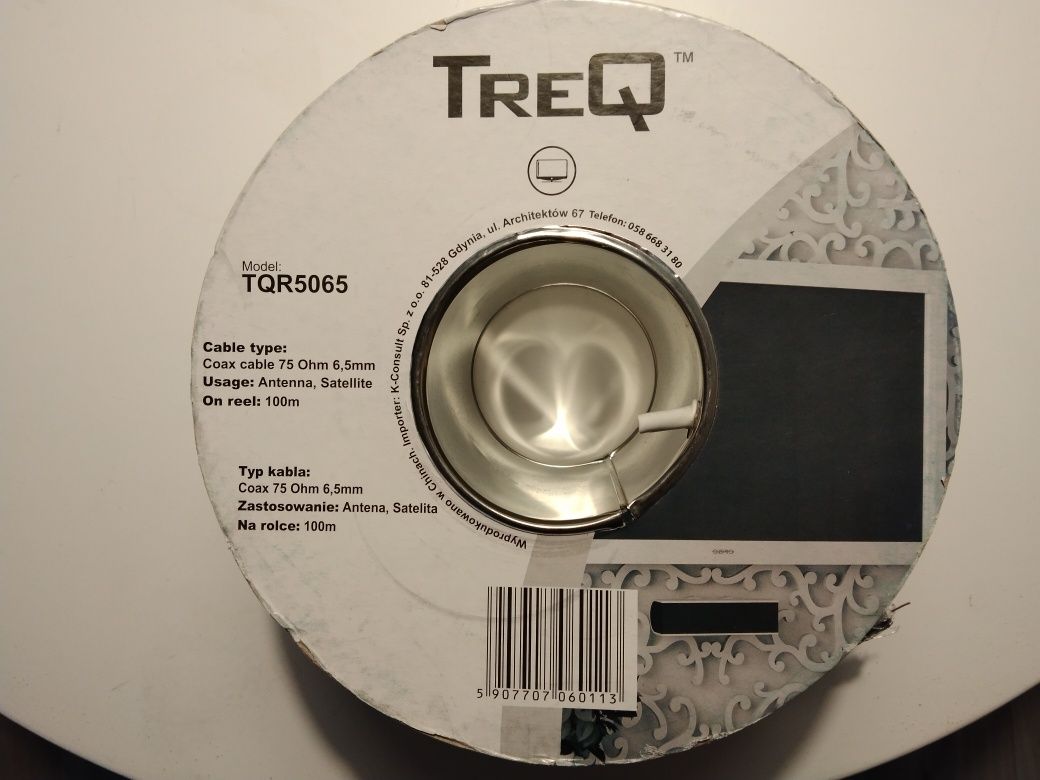 TREQ™
Wyprodukowano w Chinach. Importer: K-Consult Sp. z o.o. 81-528 Gdynia, ul. Architektów 67 Telefon: 058 668 31 80
Model:
TQR5065
Cable type:
Coax cable 75 Ohm 6,5mm
Usage: Antenna, Satellite
On reel: 100m
Typ kabla:
Coax 75 Ohm 6,5mm
Zastosowanie: Antena, Satelita
Na rolce: 100m
5 907707 060113